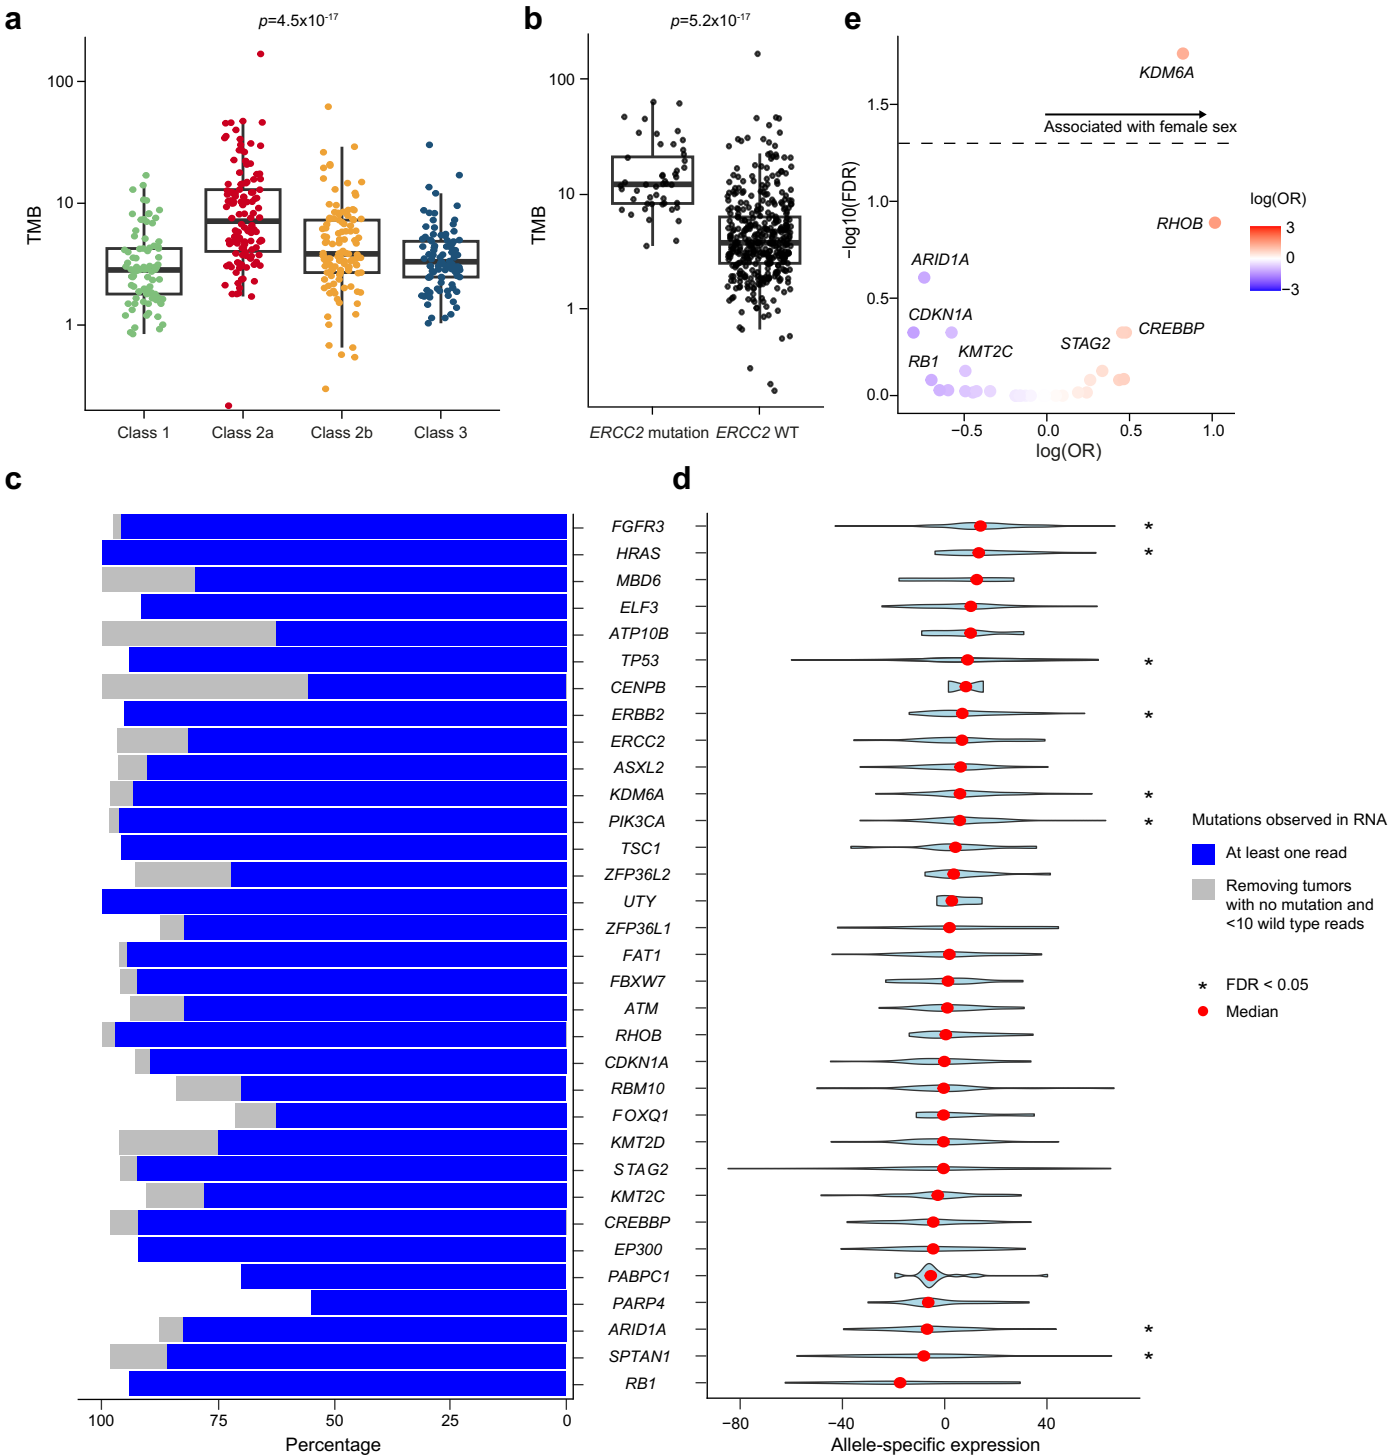 a
p=4.5x10-17
TMB
100
10
1
Class 1
Class 2a
Class 2b
Class 3
b
p=5.2x10-17
TMB
100
10
1
ERCC2 mutation
ERCC2 WT
e
−log10(FDR)
1.5
1.0
0.5
0.0
KDM6A
Associated with female sex
RHOB
ARID1A
CDKN1A
CREBBP
STAG2
KMT2C
RB1
−0.5
0.0
0.5
1.0
log(OR)
log(OR)
3
0
−3
c
d
FGFR3
*
HRAS
*
MBD6
ELF3
ATP10B
TP53
*
CENPB
ERBB2
*
ERCC2
ASXL2
KDM6A
*
PIK3CA
*
TSC1
ZFP36L2
UTY
ZFP36L1
FAT1
FBXW7
ATM
RHOB
CDKN1A
RBM10
FOXQ1
KMT2D
STAG2
KMT2C
CREBBP
EP300
PABPC1
PARP4
ARID1A
*
SPTAN1
*
RB1
100
75
50
25
0
Percentage
−80
−40
0
40
Allele-specific expression
Mutations observed in RNA
At least one read
Removing tumors
with no mutation and
<10 wild type reads
* FDR < 0.05
Median